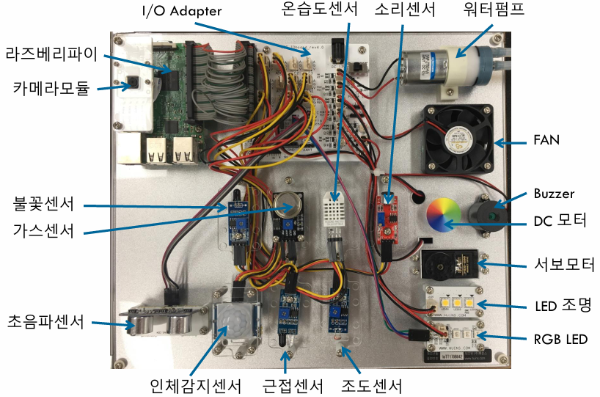 I/O Adapter
온습도센서
소리센서
워터펌프
라즈베리파이
카메라모듈
FAN
불꽃센서
가스센서
Buzzer
DC 모터
서보모터
초음파센서
LED 조명
RGB LED
인체감지센서
근접센서
조도센서